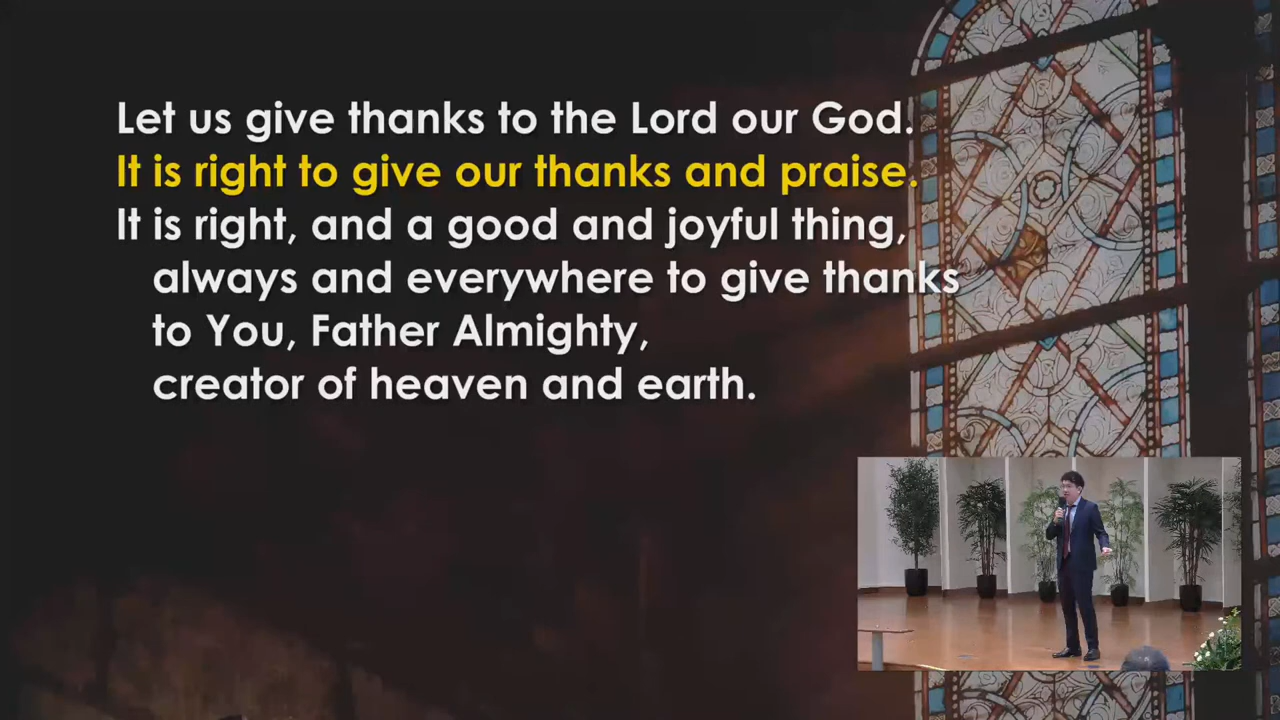 Let us give thanks to the Lord our God.
It is right to give our thanks and praise.
It is right, and a good and joyful thing,
always and everywhere to give thanks
to You, Father Almighty,
creator of heaven and earth.